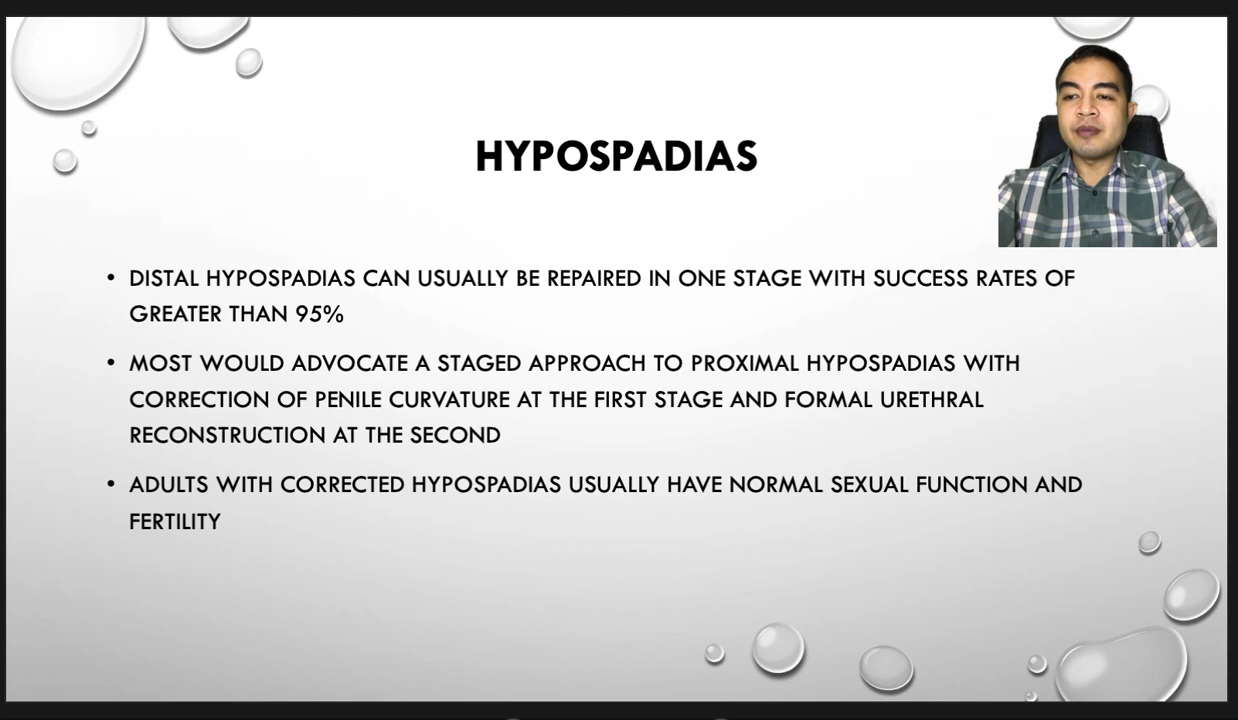 HYPOSPADIAS
• DISTAL HYPOSPADIAS CAN USUALLY BE REPAIRED IN ONE STAGE WITH SUCCESS RATES OF
GREATER THAN 95%
• MOST WOULD ADVOCATE A STAGED APPROACH TO PROXIMAL HYPOSPADIAS WITH
CORRECTION OF PENILE CURVATURE AT THE FIRST STAGE AND FORMAL URETHRAL
RECONSTRUCTION AT THE SECOND
• ADULTS WITH CORRECTED HYPOSPADIAS USUALLY HAVE NORMAL SEXUAL FUNCTION AND
FERTILITY